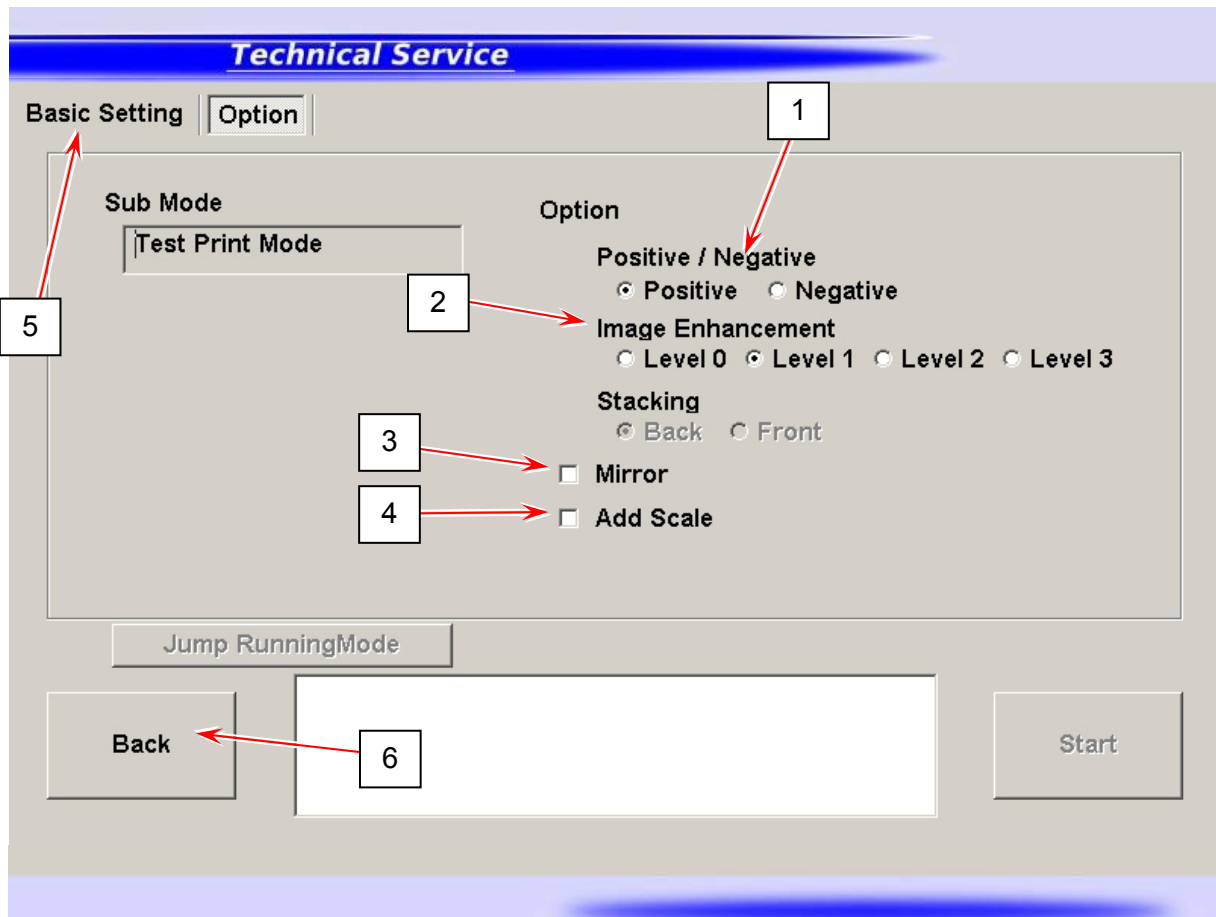 Technical Service
Basic Setting Option
1
Sub Mode
Option
Test Print Mode
Positive / Negative
Positive Negative
2
5
Image Enhancement
Level 0 Level 1 Level 2 Level 3
Stacking
Back Front
3
Mirror
4
Add Scale
Jump RunningMode
Back
6
Start